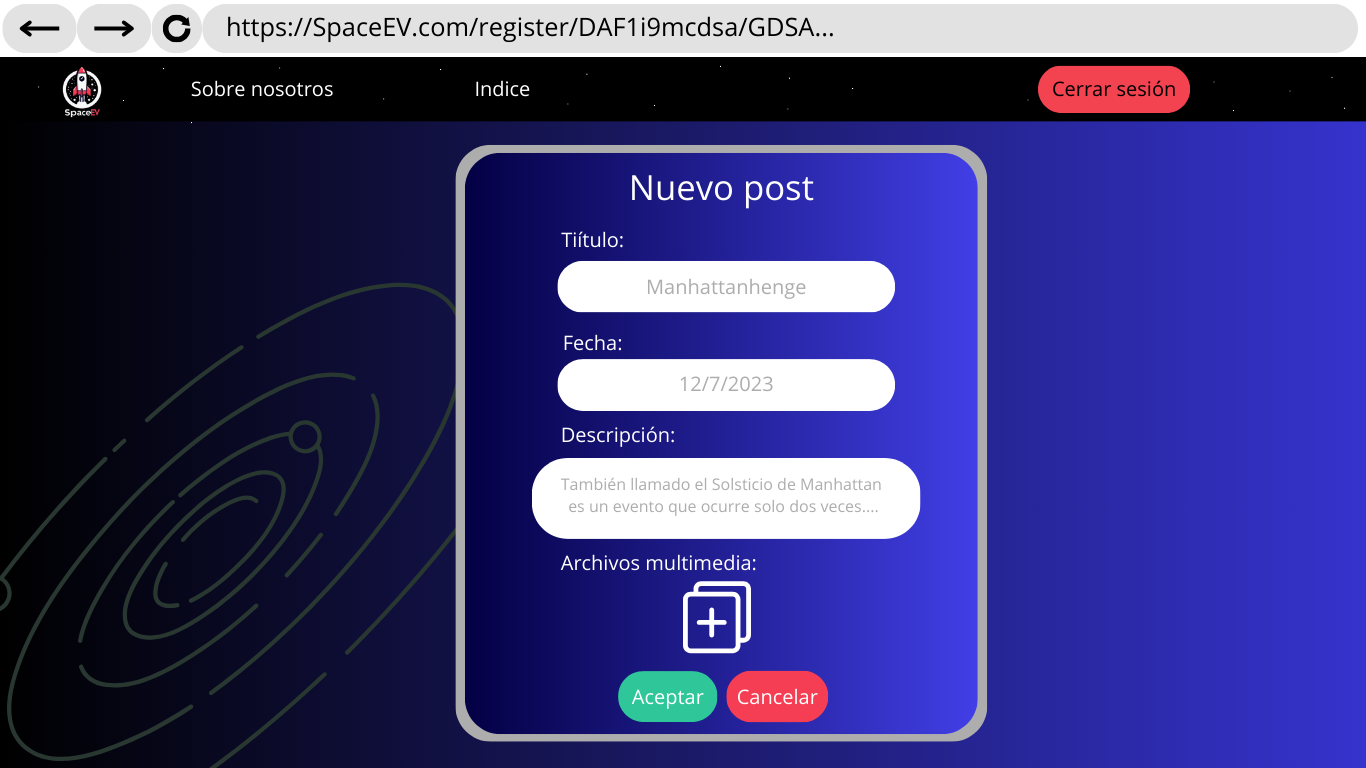 https://SpaceEV.com/register/DAF1i9mcdsa/GDSA...
SpaceEV
Sobre nosotros
Indice
Cerrar sesión
Nuevo post
Tiítulo:
Manhattanhenge
Fecha:
12/7/2023
Descripción:
También llamado el Solsticio de Manhattan
es un evento que ocurre solo dos veces....
Archivos multimedia:
Aceptar
Cancelar